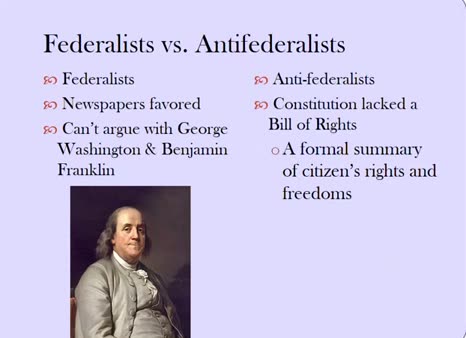 Federalists vs. Antifederalists
Federalists
Newspapers favored
Can't argue with George
Washington & Benjamin
Franklin
Anti-federalists
Constitution lacked a
Bill of Rights
A formal summary
of citizen's rights and
freedoms